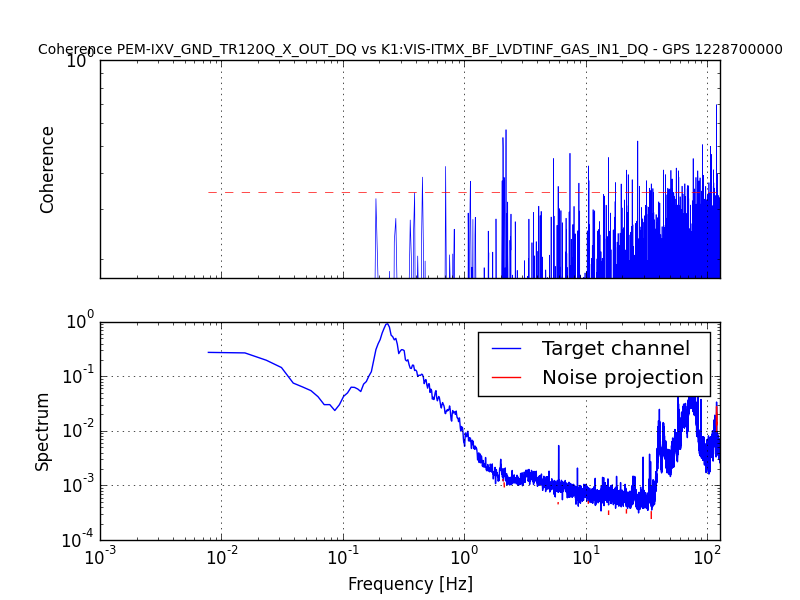 Coherence PEM-IXV_GND_TR120Q_X_OUT_DQ vs K1:VIS-ITMX_BF_LVDTINF_GAS_IN1_DQ - GPS 1228700000
10^0
Coherence
10^0
10^-1
10^-2
10^-3
10^-4
Spectrum
Target channel
Noise projection
10^-3
10^-2
10^-1
10^0
10^1
10^2
Frequency [Hz]